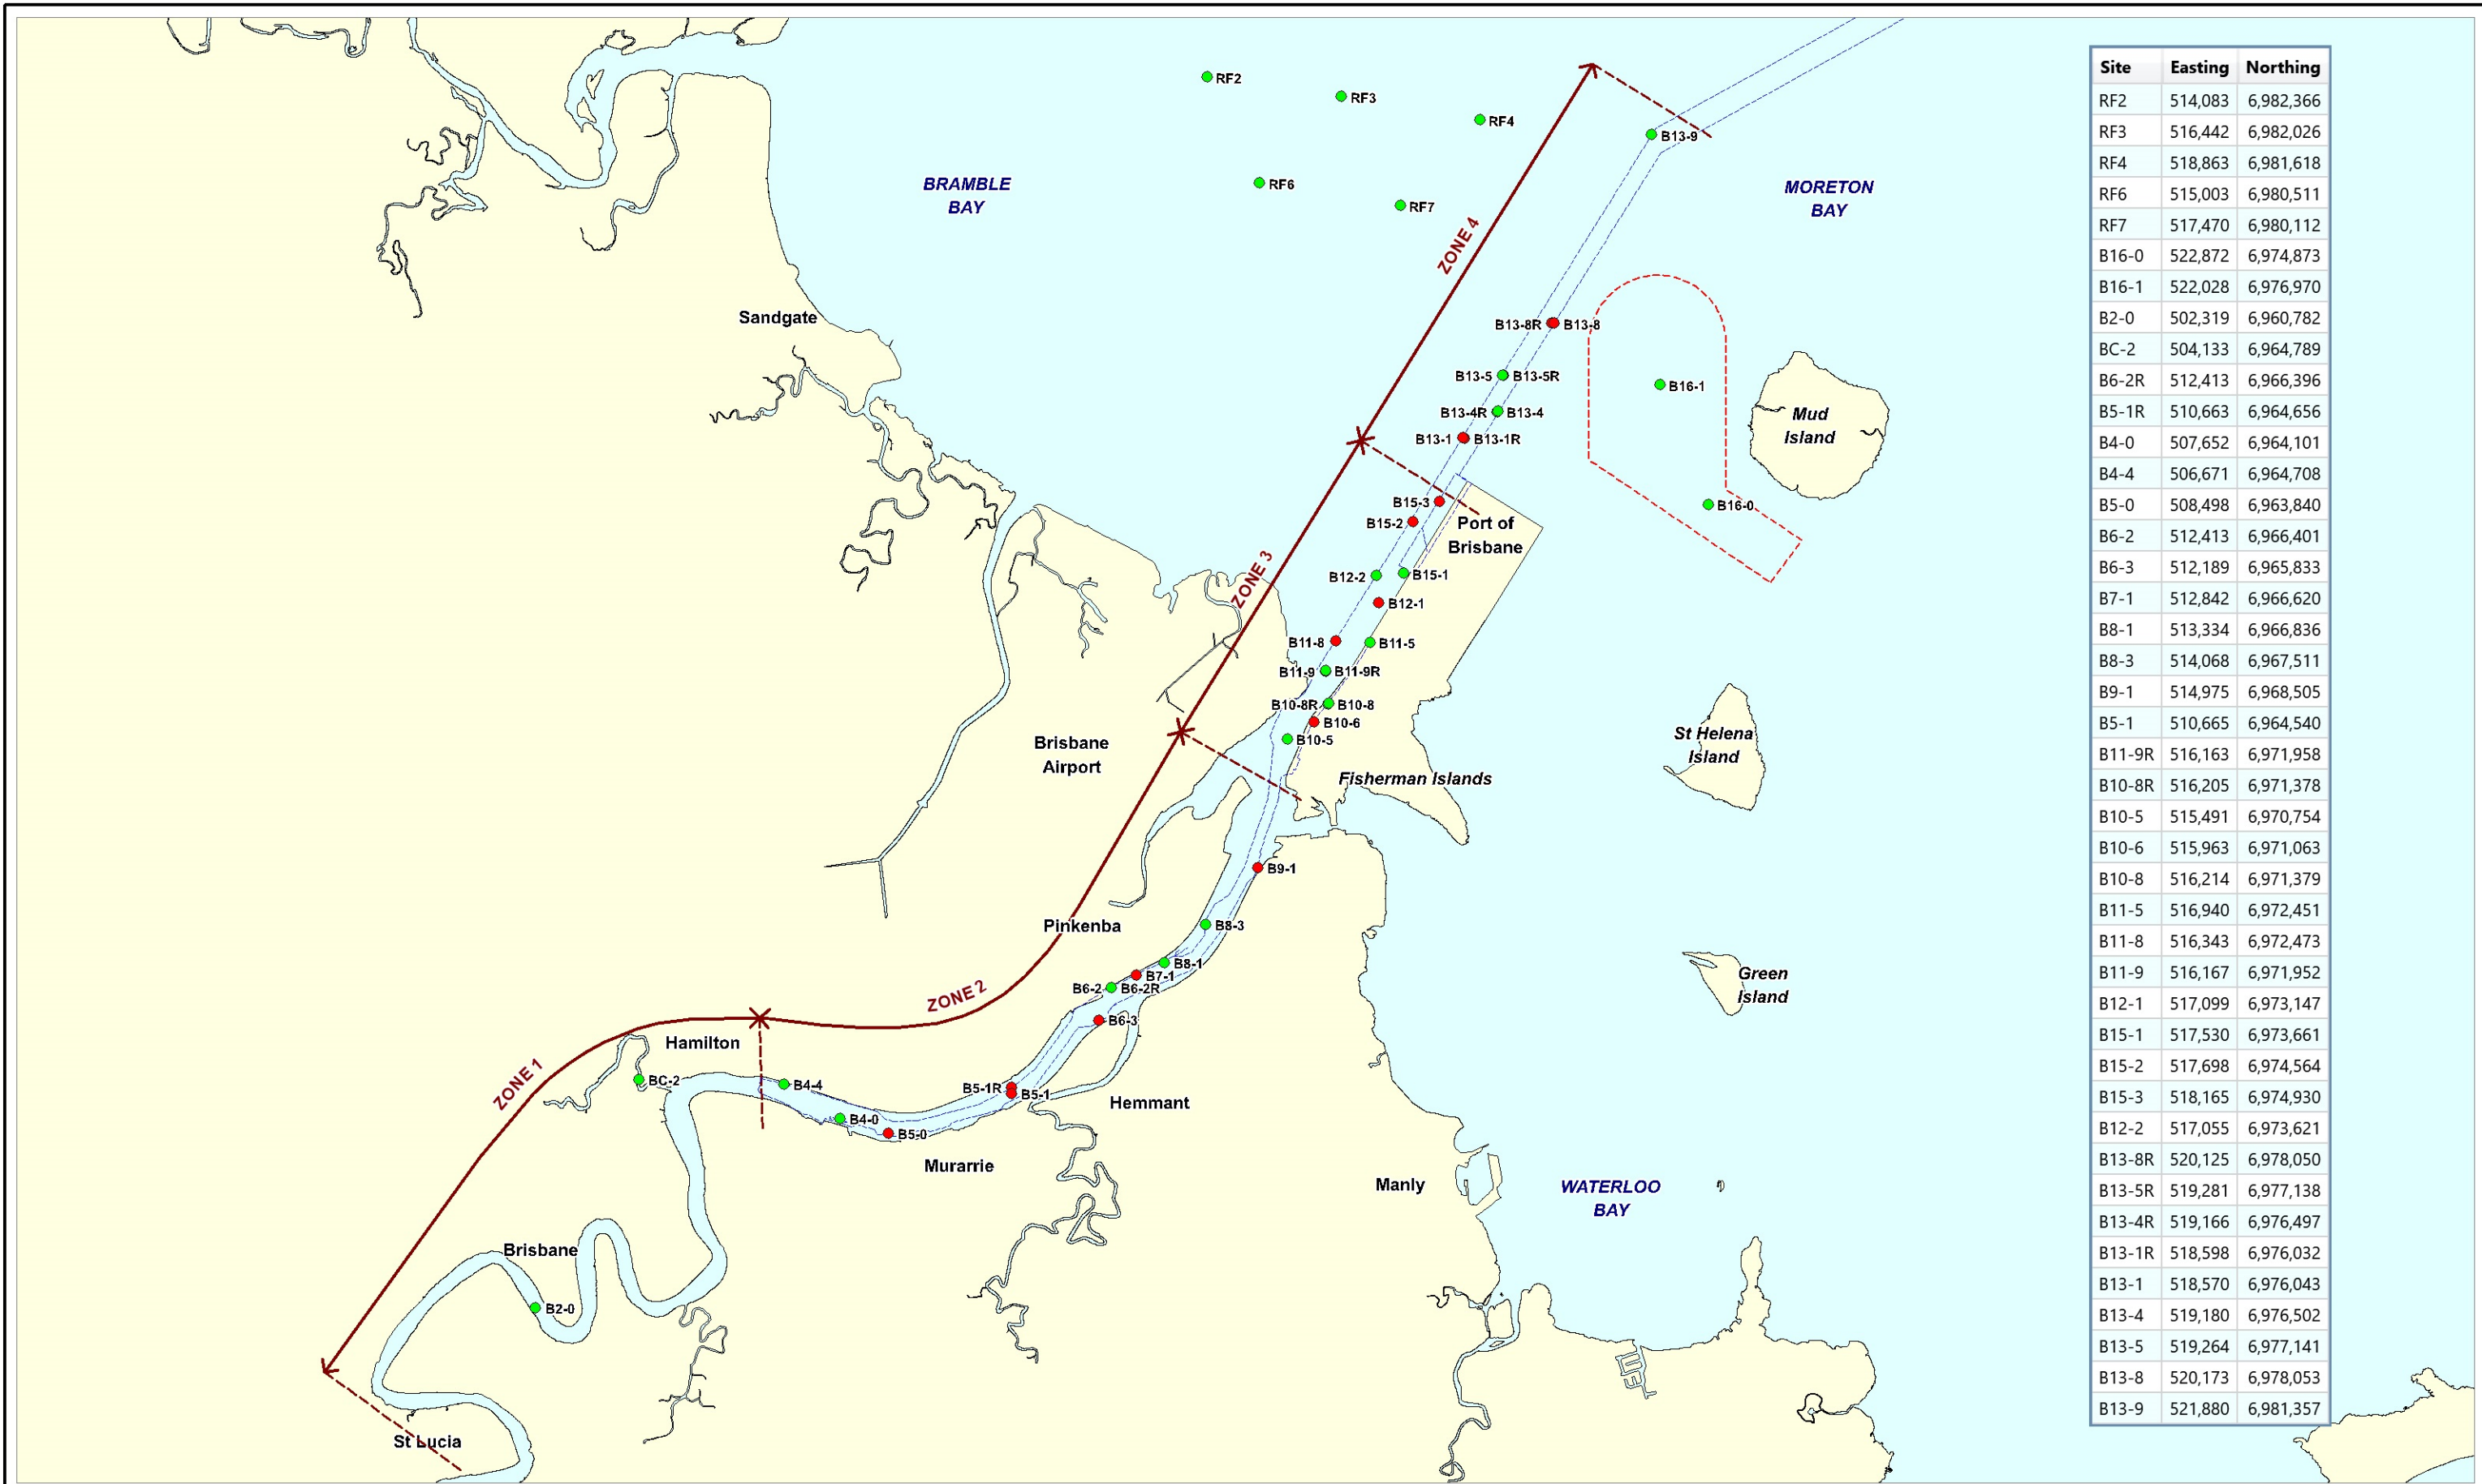 RF2
RF3
RF4
B13-9
RF6
RF7
BRAMBLE
BAY
MORETON
BAY
ZONE 4
Sandgate
B13-8R B13-8
B13-5 B13-5R
B16-1
B13-4R B13-4
Mud
Island
B13-1 B13-1R
B15-3
B16-0
B15-2
Port of
Brisbane
ZONE 3
B12-2
B15-1
B12-1
B11-8
B11-5
B11-9 B11-9R
B10-8R B10-8
B10-6
B10-5
Brisbane
Airport
St Helena
Island
Fisherman Islands
B9-1
Pinkenba
B8-3
B8-1
B7-1
B6-2 B6-2R
Green
Island
ZONE 2
B6-3
Hamilton
ZONE 1
BC-2
B4-4
B5-1R
B5-1
Hemmant
B4-0
B5-0
Murarrie
Manly
WATERLOO
BAY
Brisbane
B2-0
St Lucia
Site Easting Northing
RF2 514,083 6,982,366
RF3 516,442 6,982,026
RF4 518,863 6,981,618
RF6 515,003 6,980,511
RF7 517,470 6,980,112
B16-0 522,872 6,974,873
B16-1 522,028 6,976,970
B2-0 502,319 6,960,782
BC-2 504,133 6,964,789
B6-2R 512,413 6,966,396
B5-1R 510,663 6,964,656
B4-0 507,652 6,964,101
B4-4 506,671 6,964,708
B5-0 508,498 6,963,840
B6-2 512,413 6,966,401
B6-3 512,189 6,965,833
B7-1 512,842 6,966,620
B8-1 513,334 6,966,836
B8-3 514,068 6,967,511
B9-1 514,975 6,968,505
B5-1 510,665 6,964,540
B11-9R 516,163 6,971,958
B10-8R 516,205 6,971,378
B10-5 515,491 6,970,754
B10-6 515,963 6,971,063
B10-8 516,214 6,971,379
B11-5 516,940 6,972,451
B11-8 516,343 6,972,473
B11-9 516,167 6,971,952
B12-1 517,099 6,973,147
B15-1 517,530 6,973,661
B15-2 517,698 6,974,564
B15-3 518,165 6,974,930
B12-2 517,055 6,973,621
B13-8R 520,125 6,978,050
B13-5R 519,281 6,977,138
B13-4R 519,166 6,976,497
B13-1R 518,598 6,976,032
B13-1 518,570 6,976,043
B13-4 519,180 6,976,502
B13-5 519,264 6,977,141
B13-8 520,173 6,978,053
B13-9 521,880 6,981,357